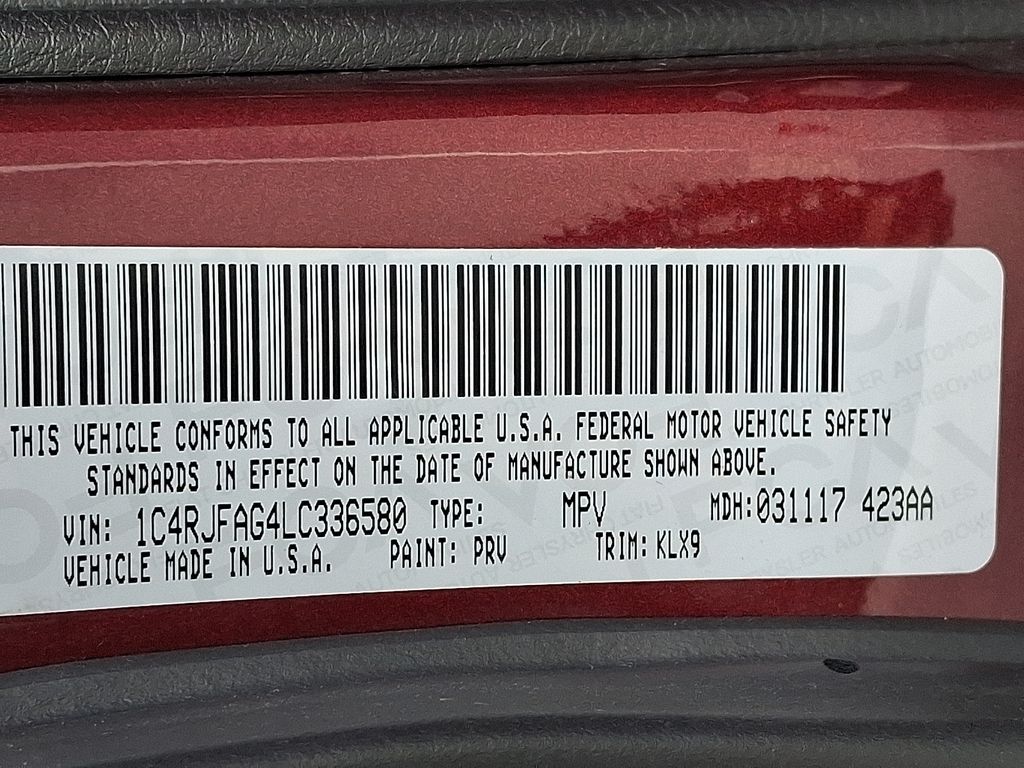 THIS VEHICLE CONFORMS TO ALL APPLICABLE U.S.A. FEDERAL MOTOR VEHICLE SAFETY
STANDARDS IN EFFECT ON THE DATE OF MANUFACTURE SHOWN ABOVE.
VIN: 1C4RJFAG4LC336580 TYPE: MPV MDH:031117 423AA
VEHICLE MADE IN U.S.A. PAINT: PRV TRIM: KLX9